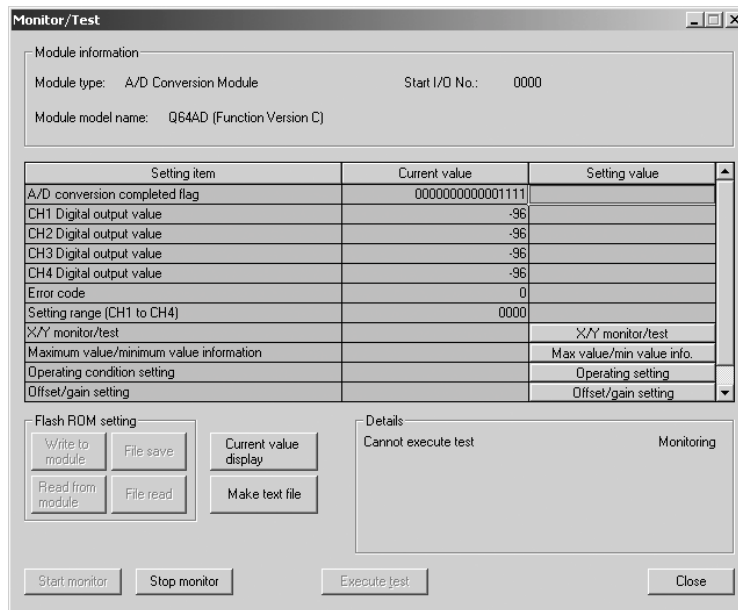 Monitor/Test
Module information
Module type: A/D Conversion Module Start I/O No.: 0000
Module model name: Q64AD (Function Version C)
Setting item Current value Setting value
A/D conversion completed flag 0000000000001111
CH1 Digital output value -96
CH2 Digital output value -96
CH3 Digital output value -96
CH4 Digital output value -96
Error code 0
Setting range (CH1 to CH4) 0000
X/Y monitor/test X/Y monitor/test
Maximum value/minimum value information Max value/min value info.
Operating condition setting Operating setting
Offset/gain setting Offset/gain setting
Flash ROM setting
Write to
module
File save
Current value
display
Read from
module
File read
Make text file
Details
Cannot execute test Monitoring
Start monitor Stop monitor Execute test Close